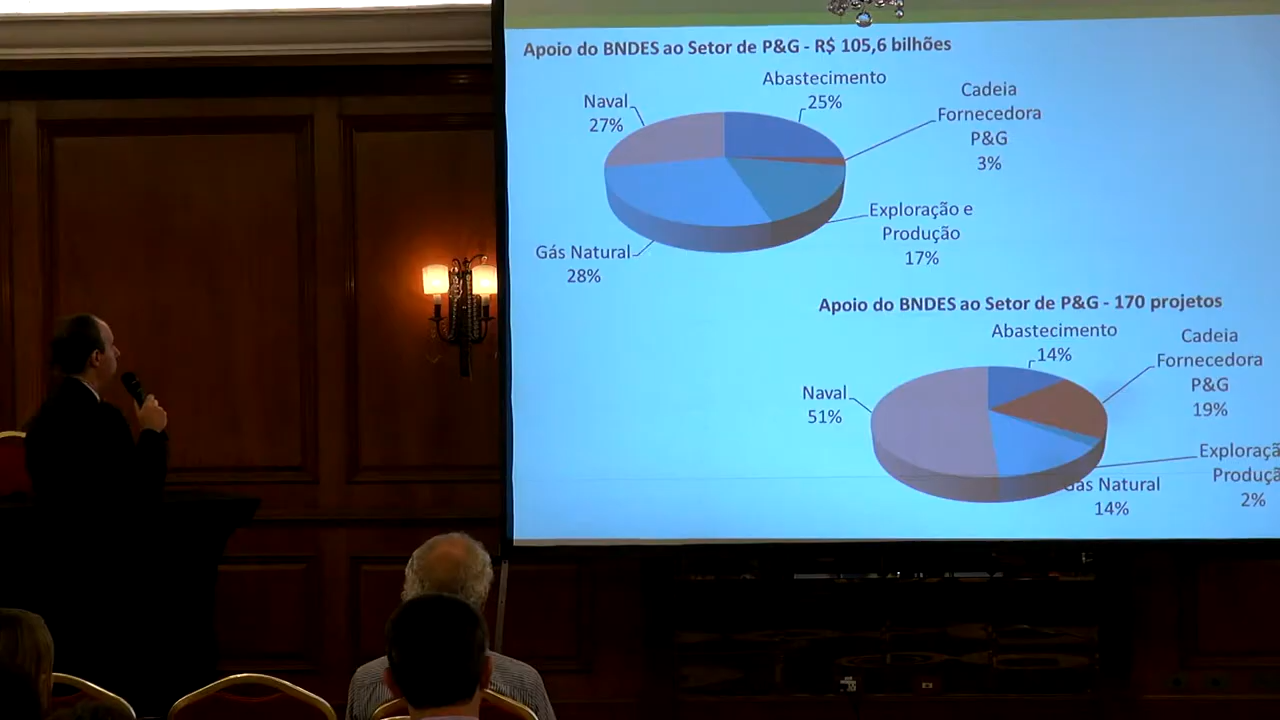 Apoio do BNDES ao Setor de P&G - R$ 105,6 bilhões
Abastecimento
25%
Cadeia
Fornecedora
P&G
3%
Naval
27%
Exploração e
Produção
17%
Gás Natural
28%
Apoio do BNDES ao Setor de P&G - 170 projetos
Abastecimento
14%
Cadeia
Fornecedora
P&G
19%
Naval
51%
Exploraçã
Produçã
2%
Gás Natural
14%